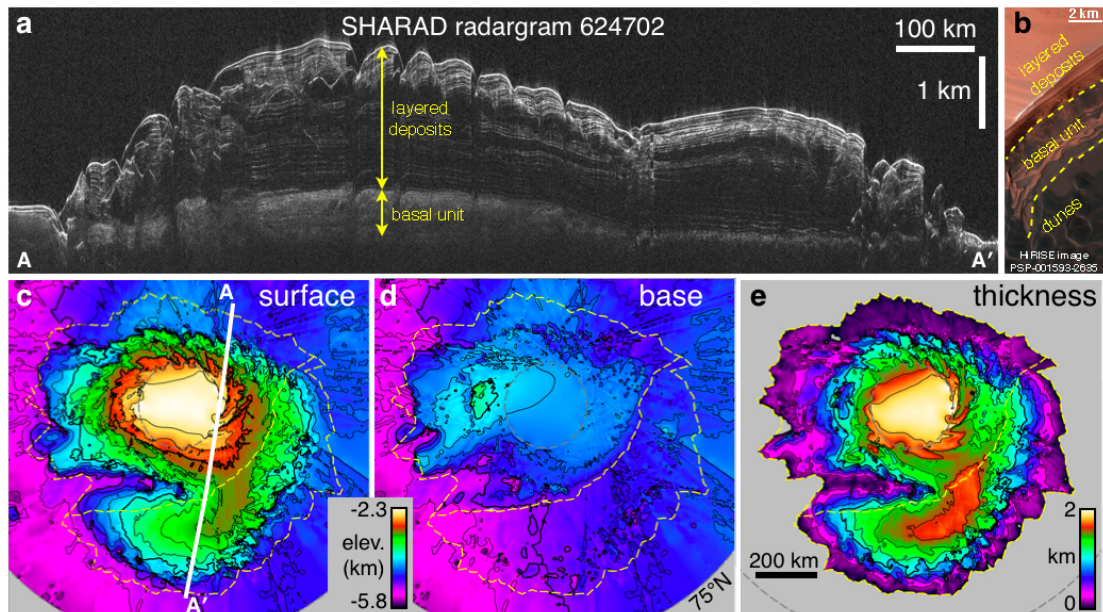 a
SHARAD radargram 624702
100 km
1 km
layered
deposits
basal unit
A
A′
b
2 km
layered
deposits
basal unit
dunes
HiRISE image
PSP-001593-2635
c
A
surface
A′
-2.3
elev.
(km)
-5.8
d
base
75°N
e
thickness
200 km
2
km
0